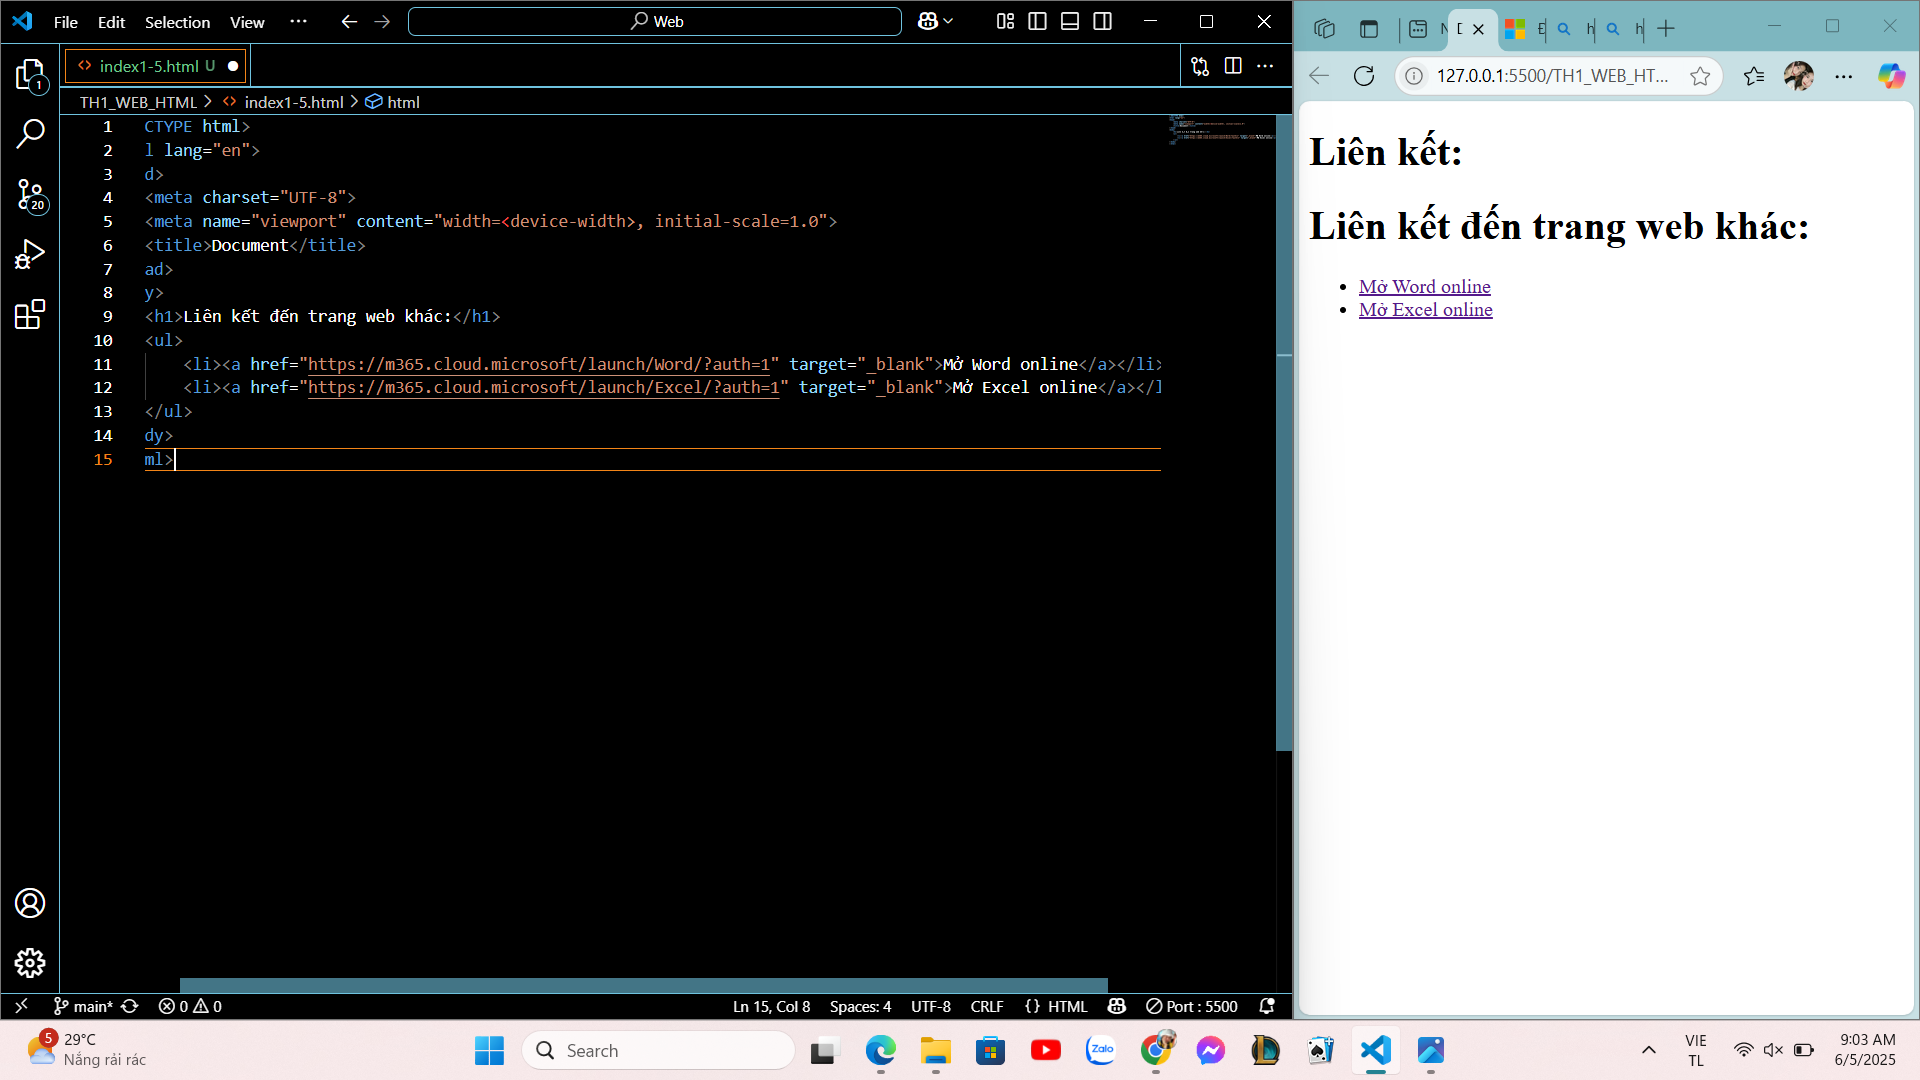 File Edit Selection View ··· Web
index1-5.html U
TH1_WEB_HTML > index1-5.html > html
1 CTYPE html>
2 l lang="en">
3 d>
4 <meta charset="UTF-8">
5 <meta name="viewport" content="width=<device-width>, initial-scale=1.0">
6 <title>Document</title>
7 ad>
8 y>
9 <h1>Liên kết đến trang web khác:</h1>
10 <ul>
11 <li><a href="https://m365.cloud.microsoft/launch/Word/?auth=1" target="_blank">Mở Word online</a></li>
12 <li><a href="https://m365.cloud.microsoft/launch/Excel/?auth=1" target="_blank">Mở Excel online</a></l
13 </ul>
14 dy>
15 ml>
1
20
main* 0 0 Ln 15, Col 8 Spaces: 4 UTF-8 CRLF {} HTML Port : 5500
127.0.0.1:5500/TH1_WEB_HT...
Liên kết:
Liên kết đến trang web khác:
• Mở Word online
• Mở Excel online
5
29°C
Nắng rải rác
Search
Zalo
VIE
TL
9:03 AM
6/5/2025